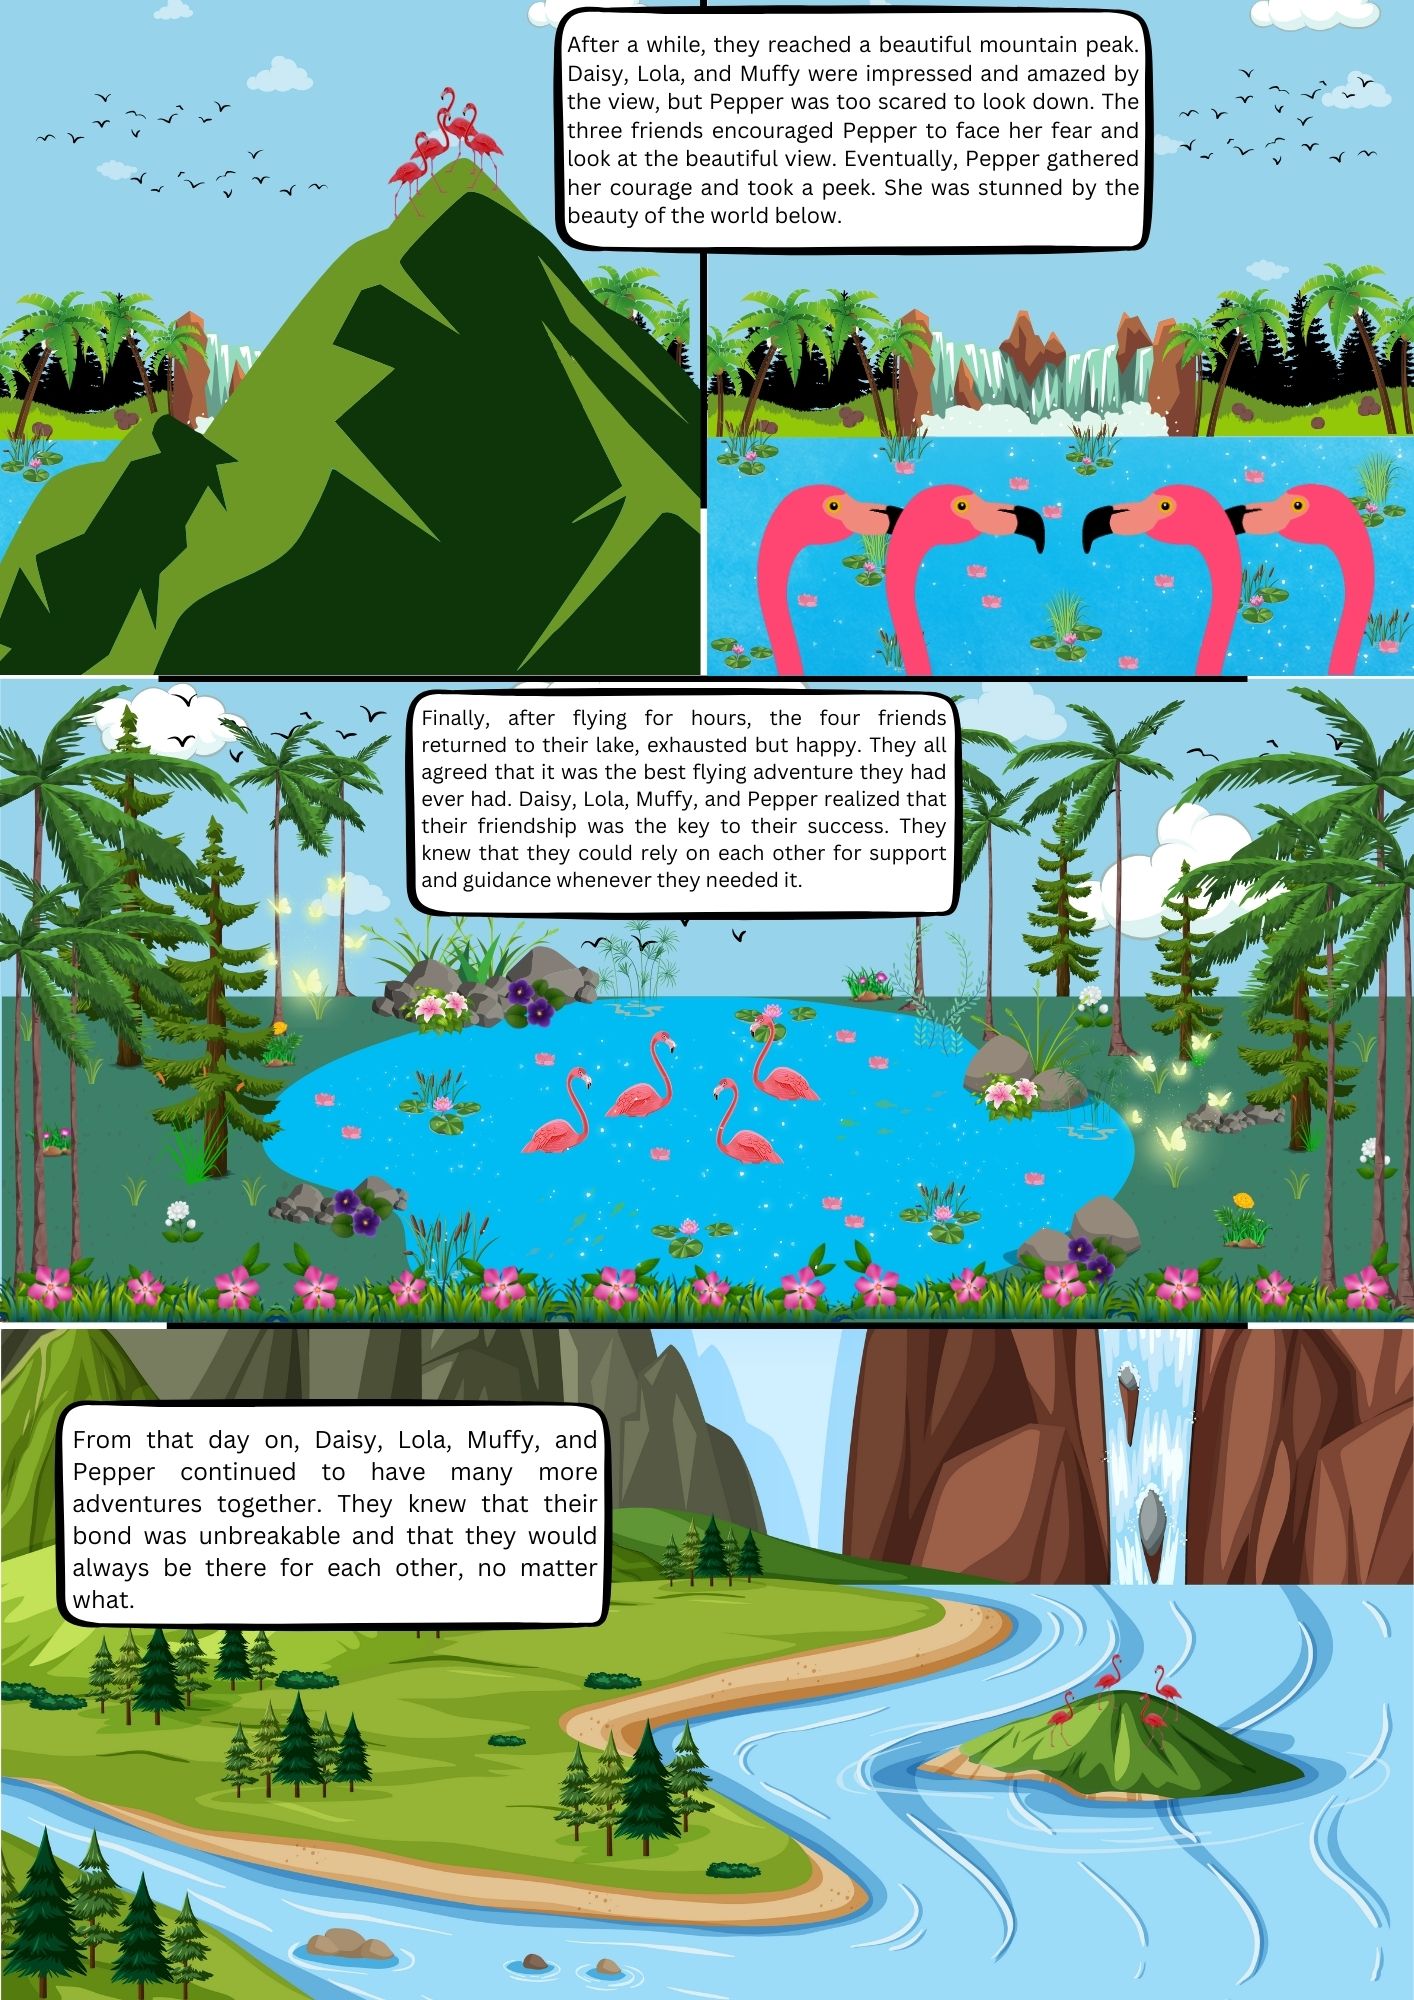 After a while, they reached a beautiful mountain peak.
Daisy, Lola, and Muffy were impressed and amazed by
the view, but Pepper was too scared to look down. The
three friends encouraged Pepper to face her fear and
look at the beautiful view. Eventually, Pepper gathered
her courage and took a peek. She was stunned by the
beauty of the world below.
Finally, after flying for hours, the four friends
returned to their lake, exhausted but happy. They all
agreed that it was the best flying adventure they had
ever had. Daisy, Lola, Muffy, and Pepper realized that
their friendship was the key to their success. They
knew that they could rely on each other for support
and guidance whenever they needed it.
From that day on, Daisy, Lola, Muffy, and
Pepper continued to have many more
adventures together. They knew that their
bond was unbreakable and that they would
always be there for each other, no matter
what.